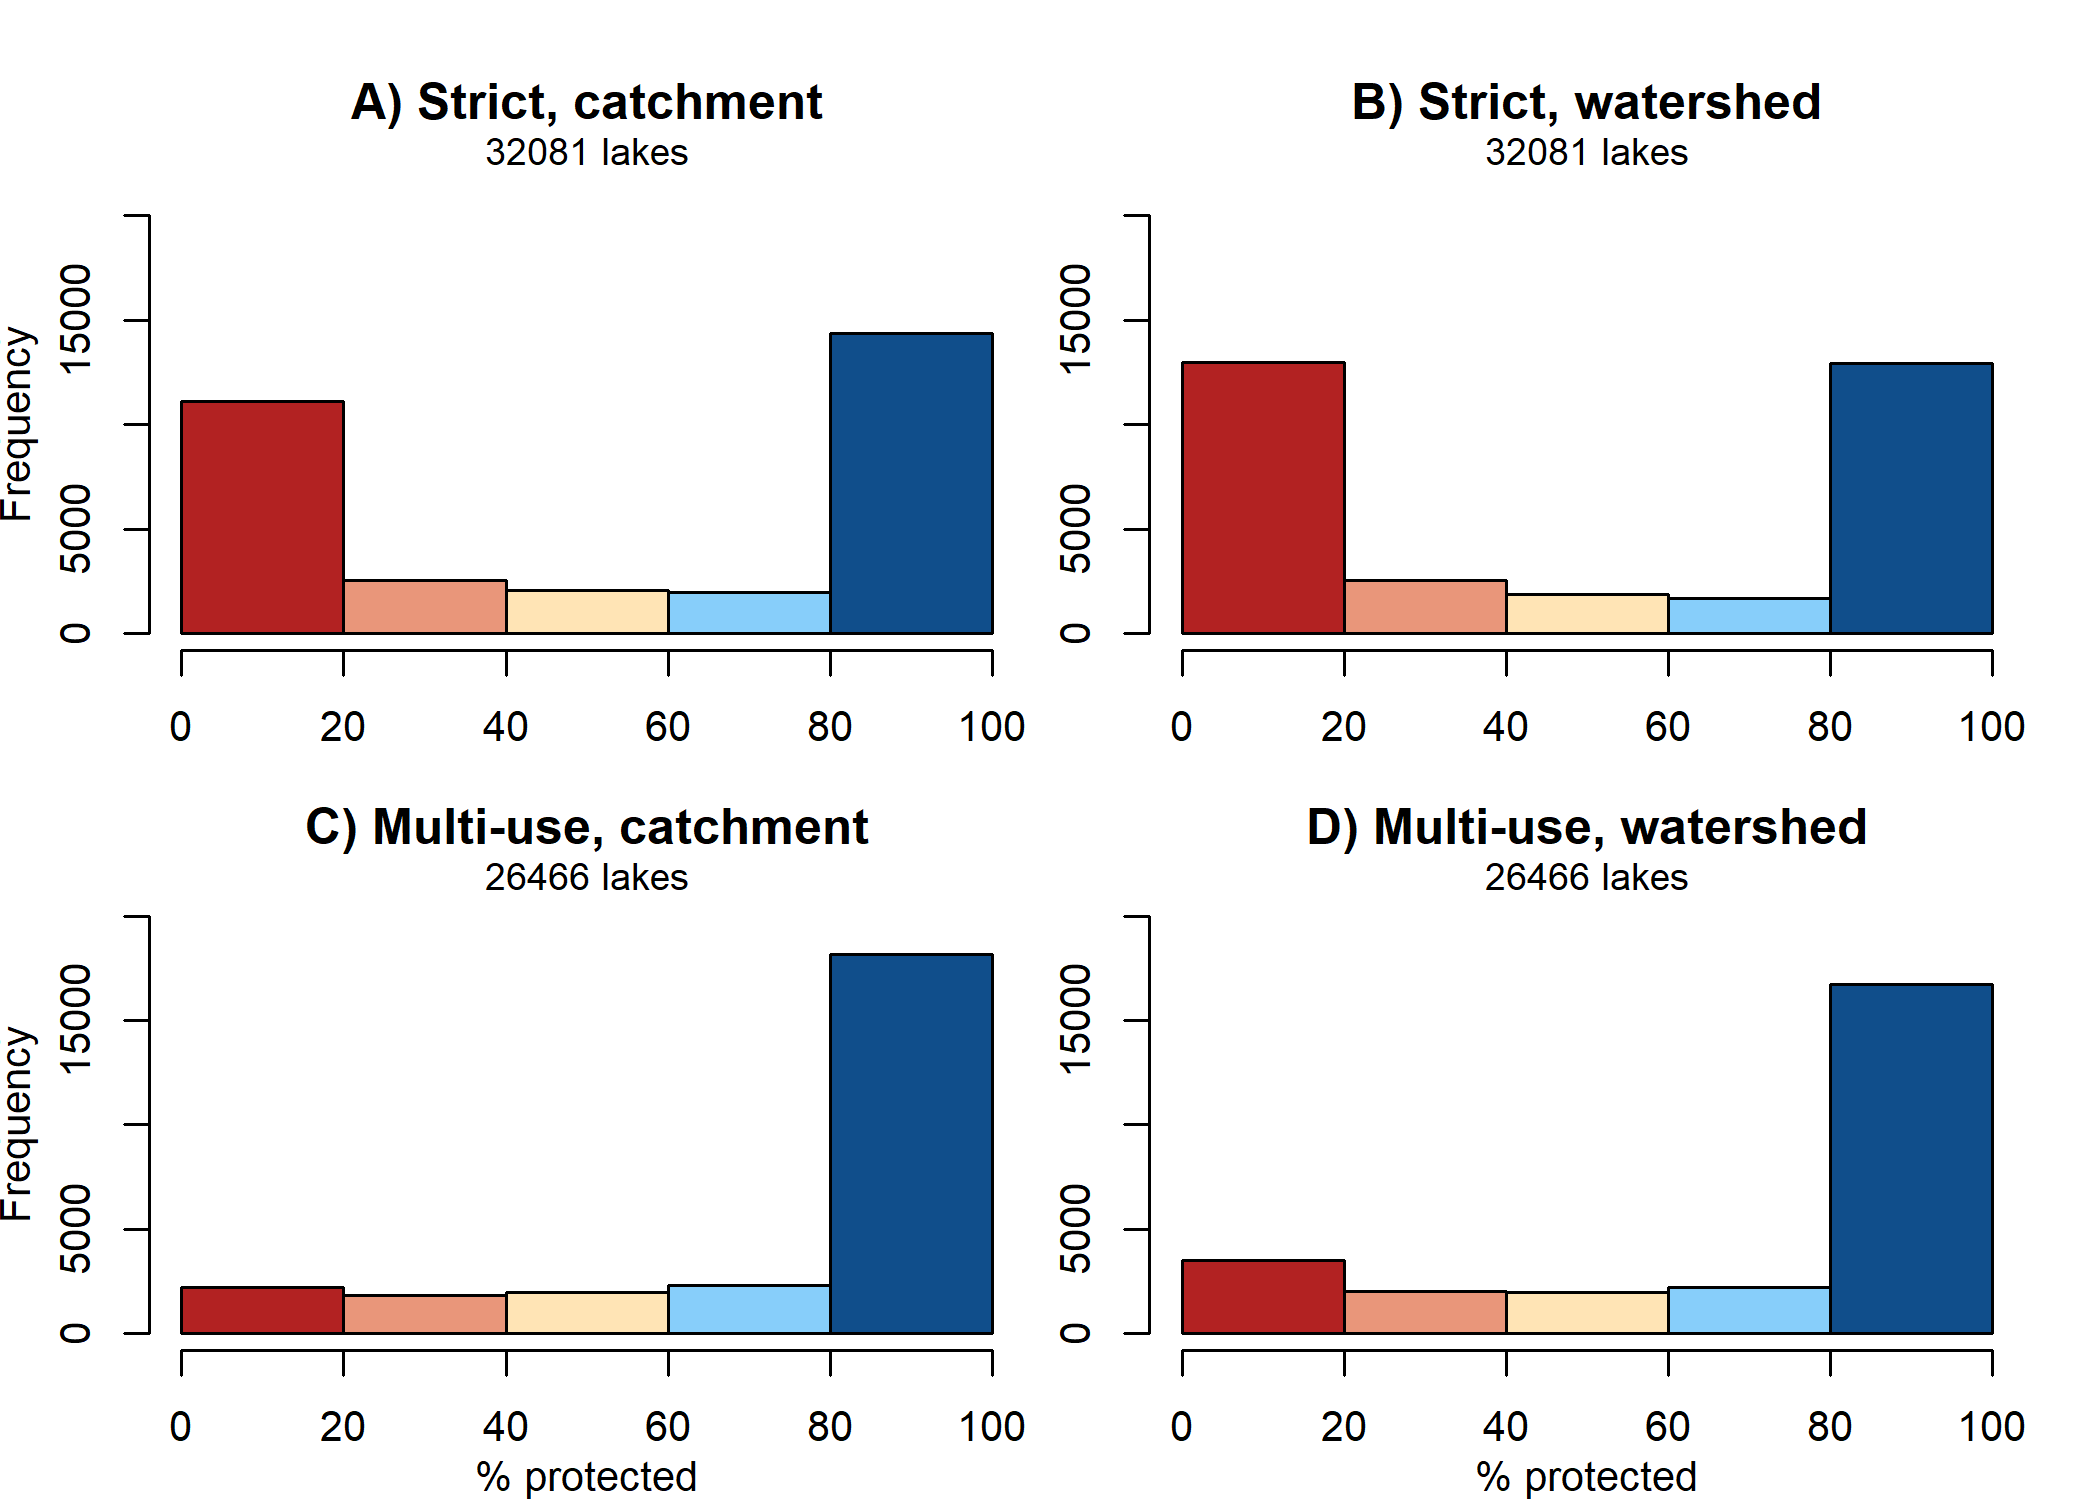 A) Strict, catchment
32081 lakes
Frequency
0
5000
15000
0 20 40 60 80 100
B) Strict, watershed
32081 lakes
0
5000
15000
0 20 40 60 80 100
C) Multi-use, catchment
26466 lakes
Frequency
0
5000
15000
0 20 40 60 80 100
% protected
D) Multi-use, watershed
26466 lakes
0
5000
15000
0 20 40 60 80 100
% protected